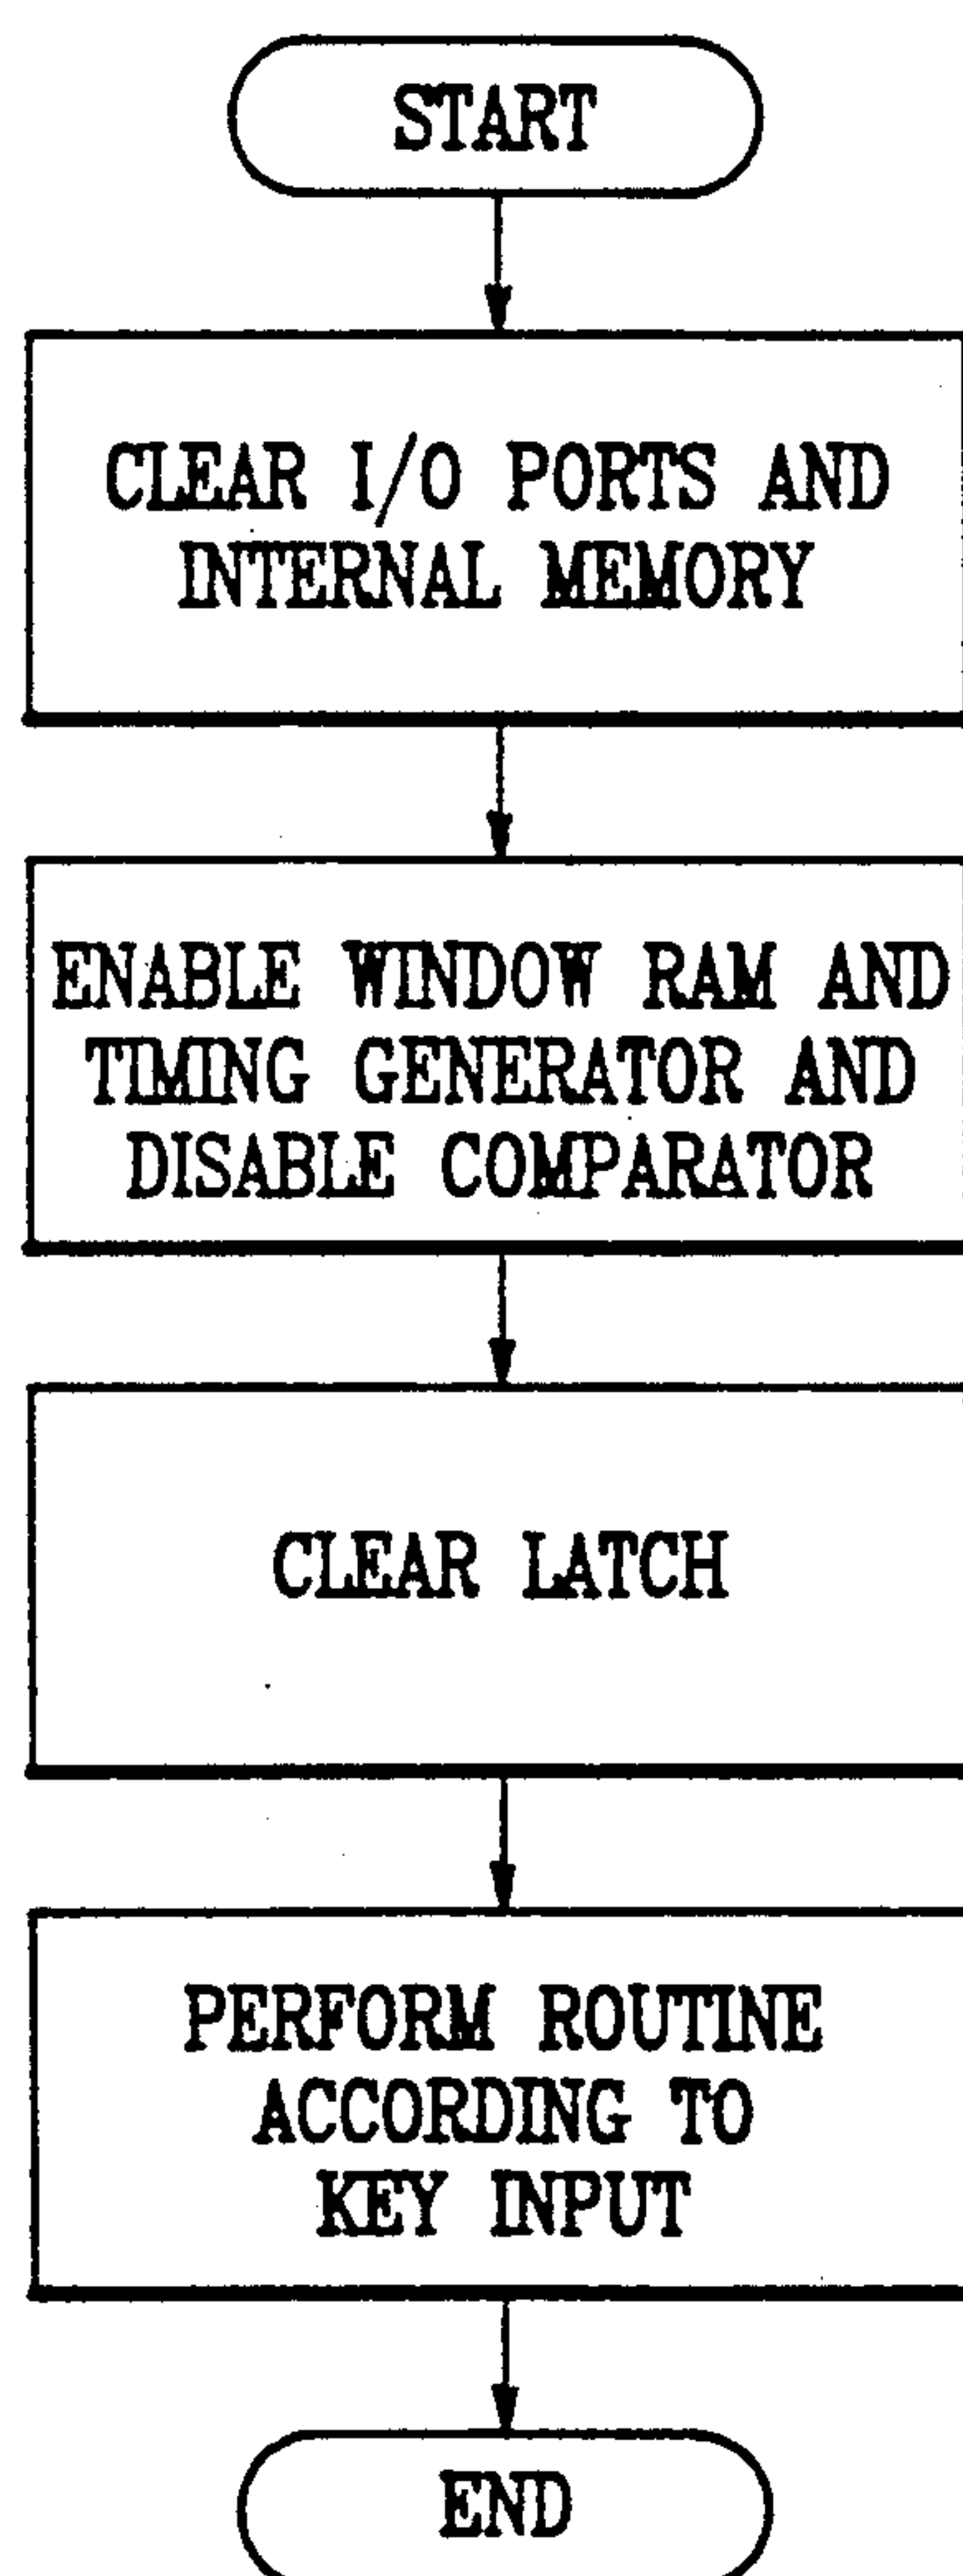 START
CLEAR I/O PORTS AND
INTERNAL MEMORY
ENABLE WINDOW RAM AND
TIMING GENERATOR AND
DISABLE COMPARATOR
CLEAR LATCH
PERFORM ROUTINE
ACCORDING TO
KEY INPUT
END